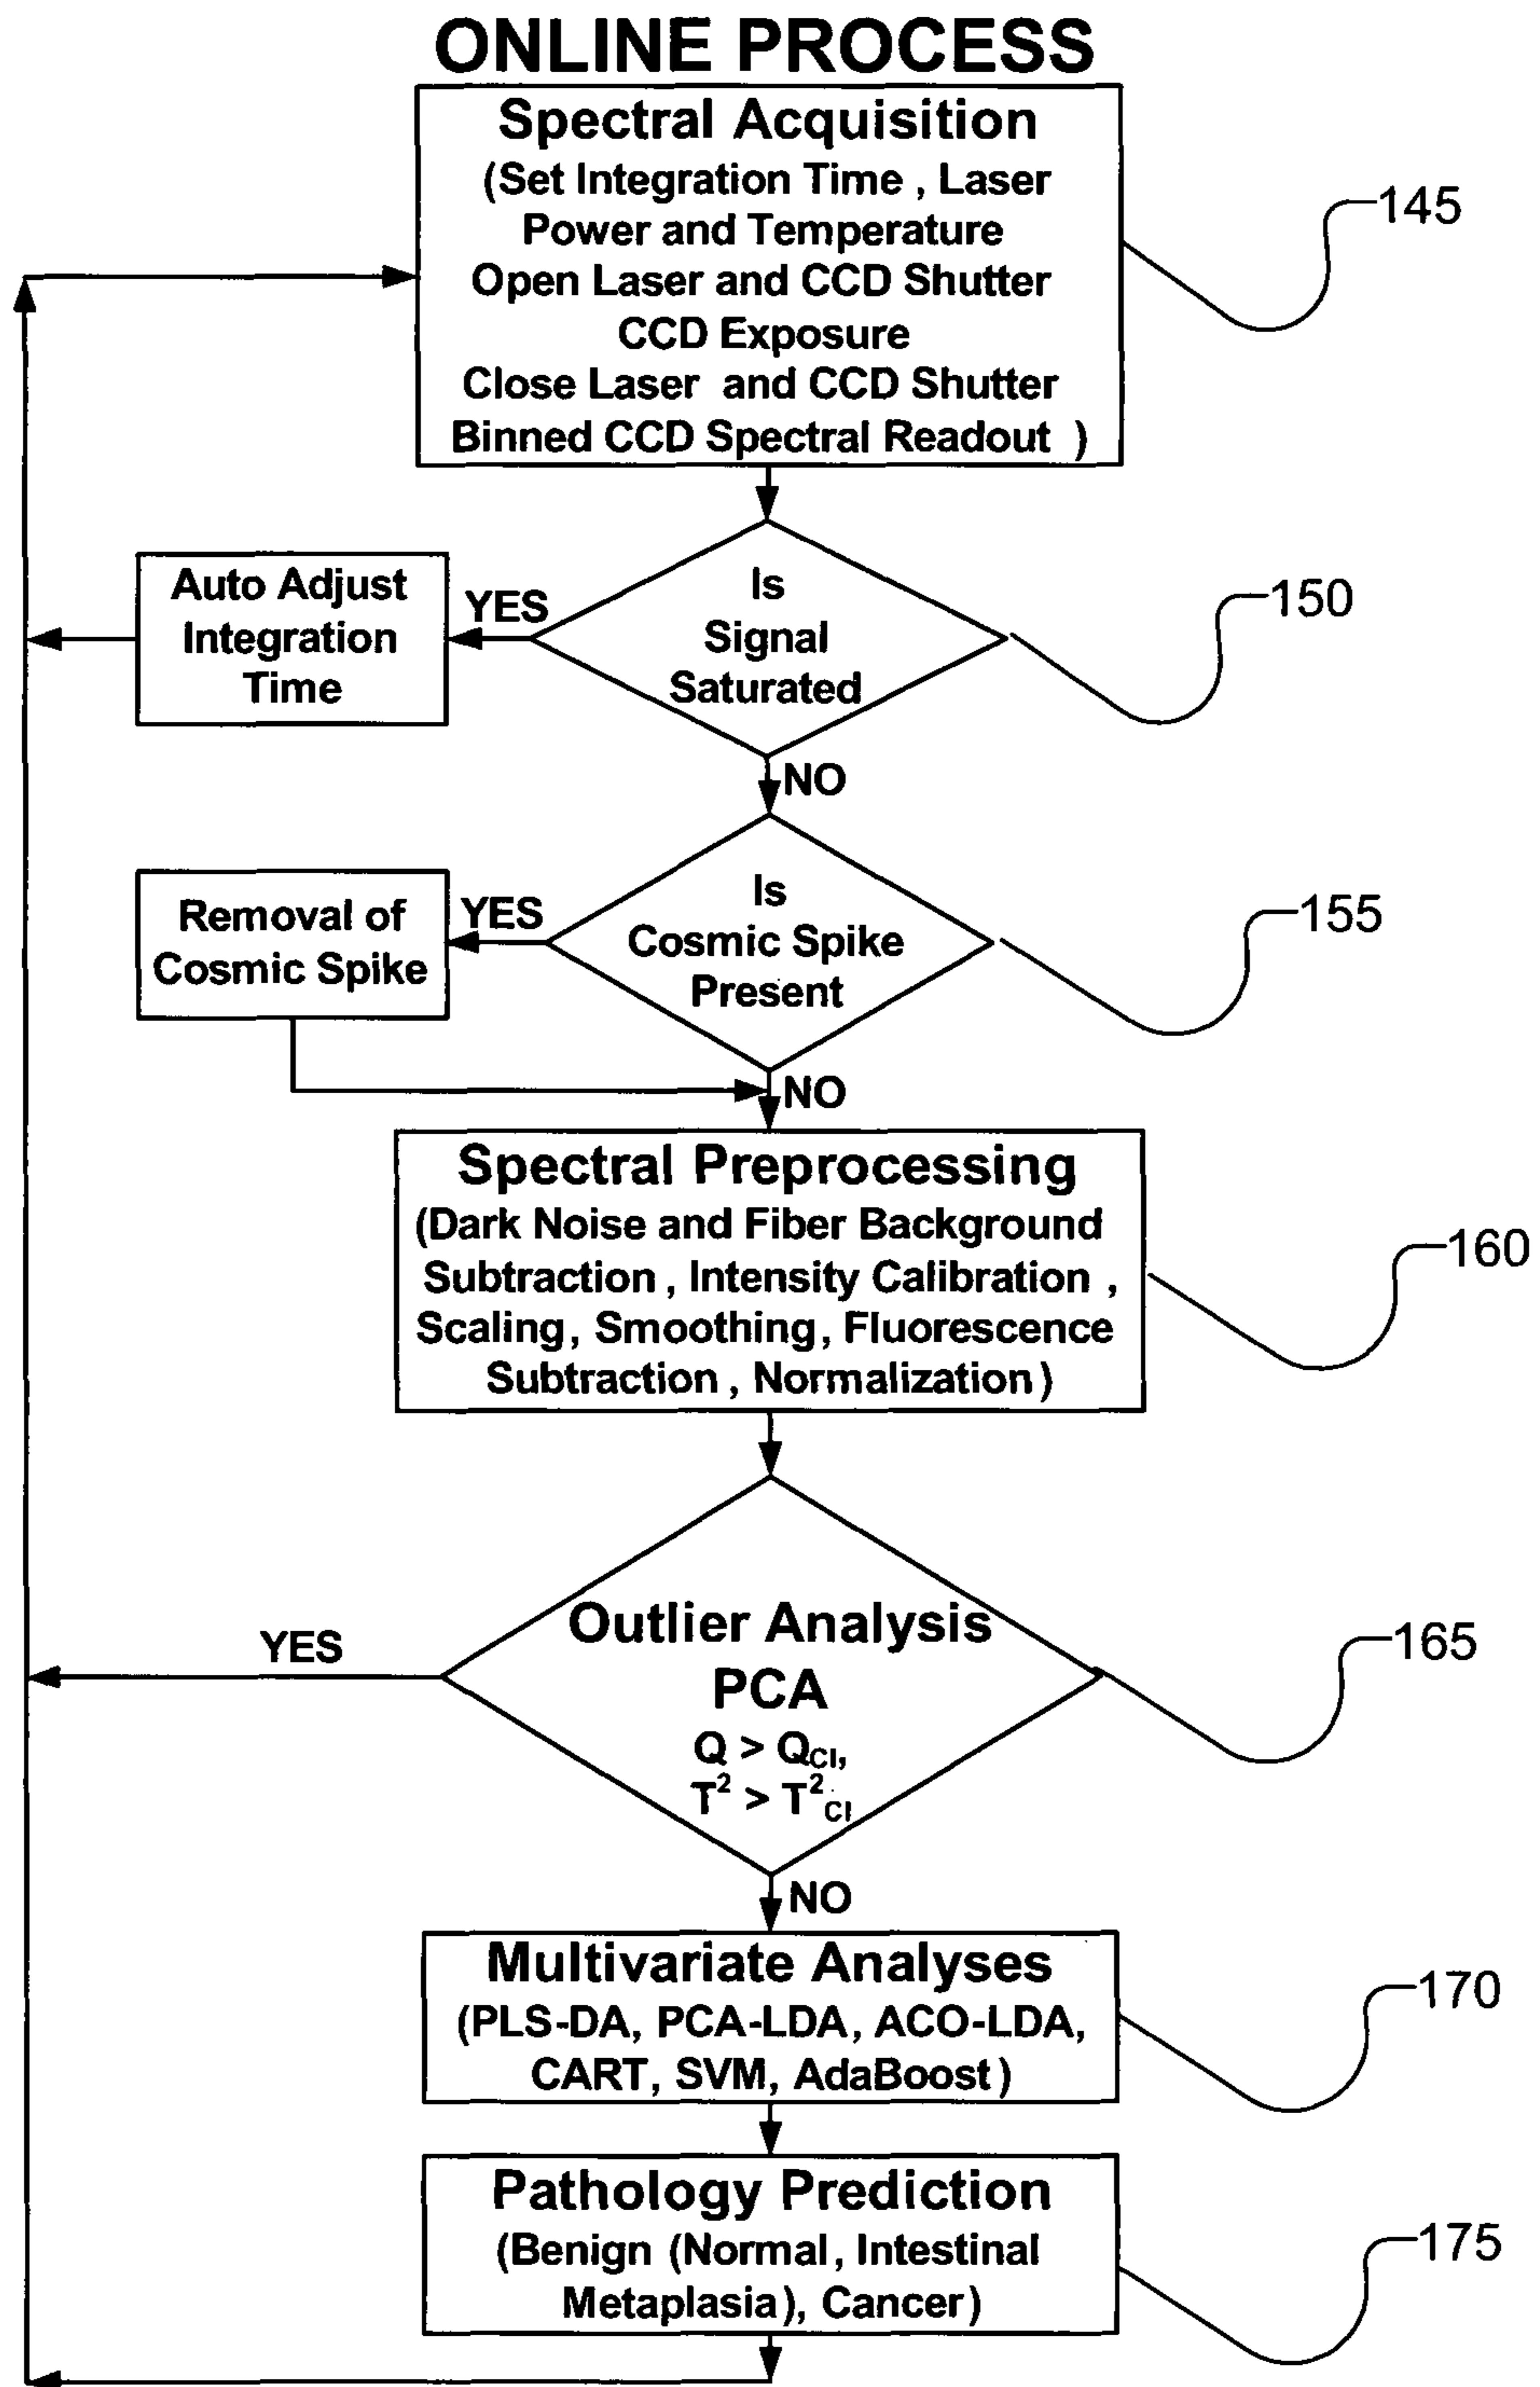 ONLINE PROCESS
Spectral Acquisition
(Set Integration Time , Laser
Power and Temperature
Open Laser and CCD Shutter
CCD Exposure
Close Laser and CCD Shutter
Binned CCD Spectral Readout )
145
Is
Signal
Saturated
YES
Auto Adjust
Integration
Time
150
NO
Is
Cosmic Spike
Present
YES
Removal of
Cosmic Spike
155
NO
Spectral Preprocessing
(Dark Noise and Fiber Background
Subtraction , Intensity Calibration ,
Scaling, Smoothing, Fluorescence
Subtraction , Normalization)
160
Outlier Analysis
PCA
Q > QCI,
T² > T²CI
YES
165
NO
Multivariate Analyses
(PLS-DA, PCA-LDA, ACO-LDA,
CART, SVM, AdaBoost)
170
Pathology Prediction
(Benign (Normal, Intestinal
Metaplasia), Cancer)
175